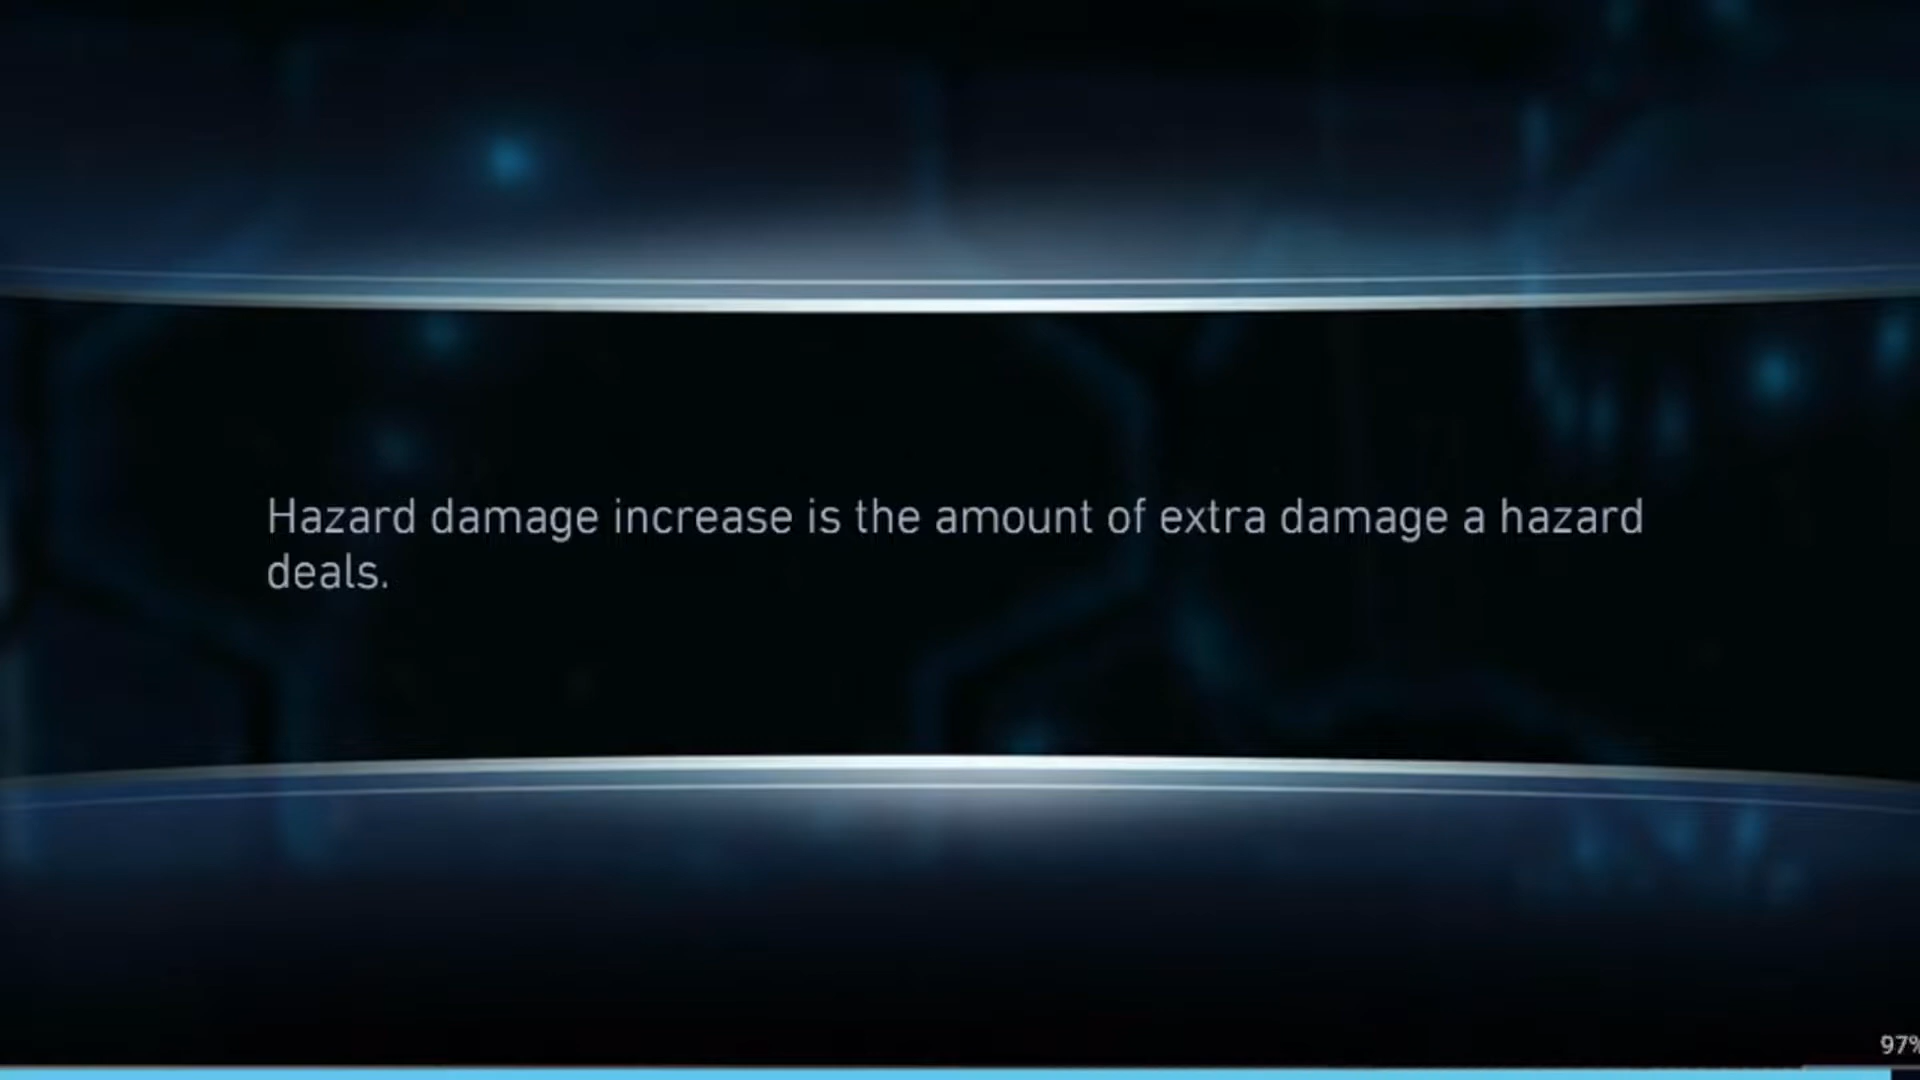 Hazard damage increase is the amount of extra damage a hazard
deals.
97%